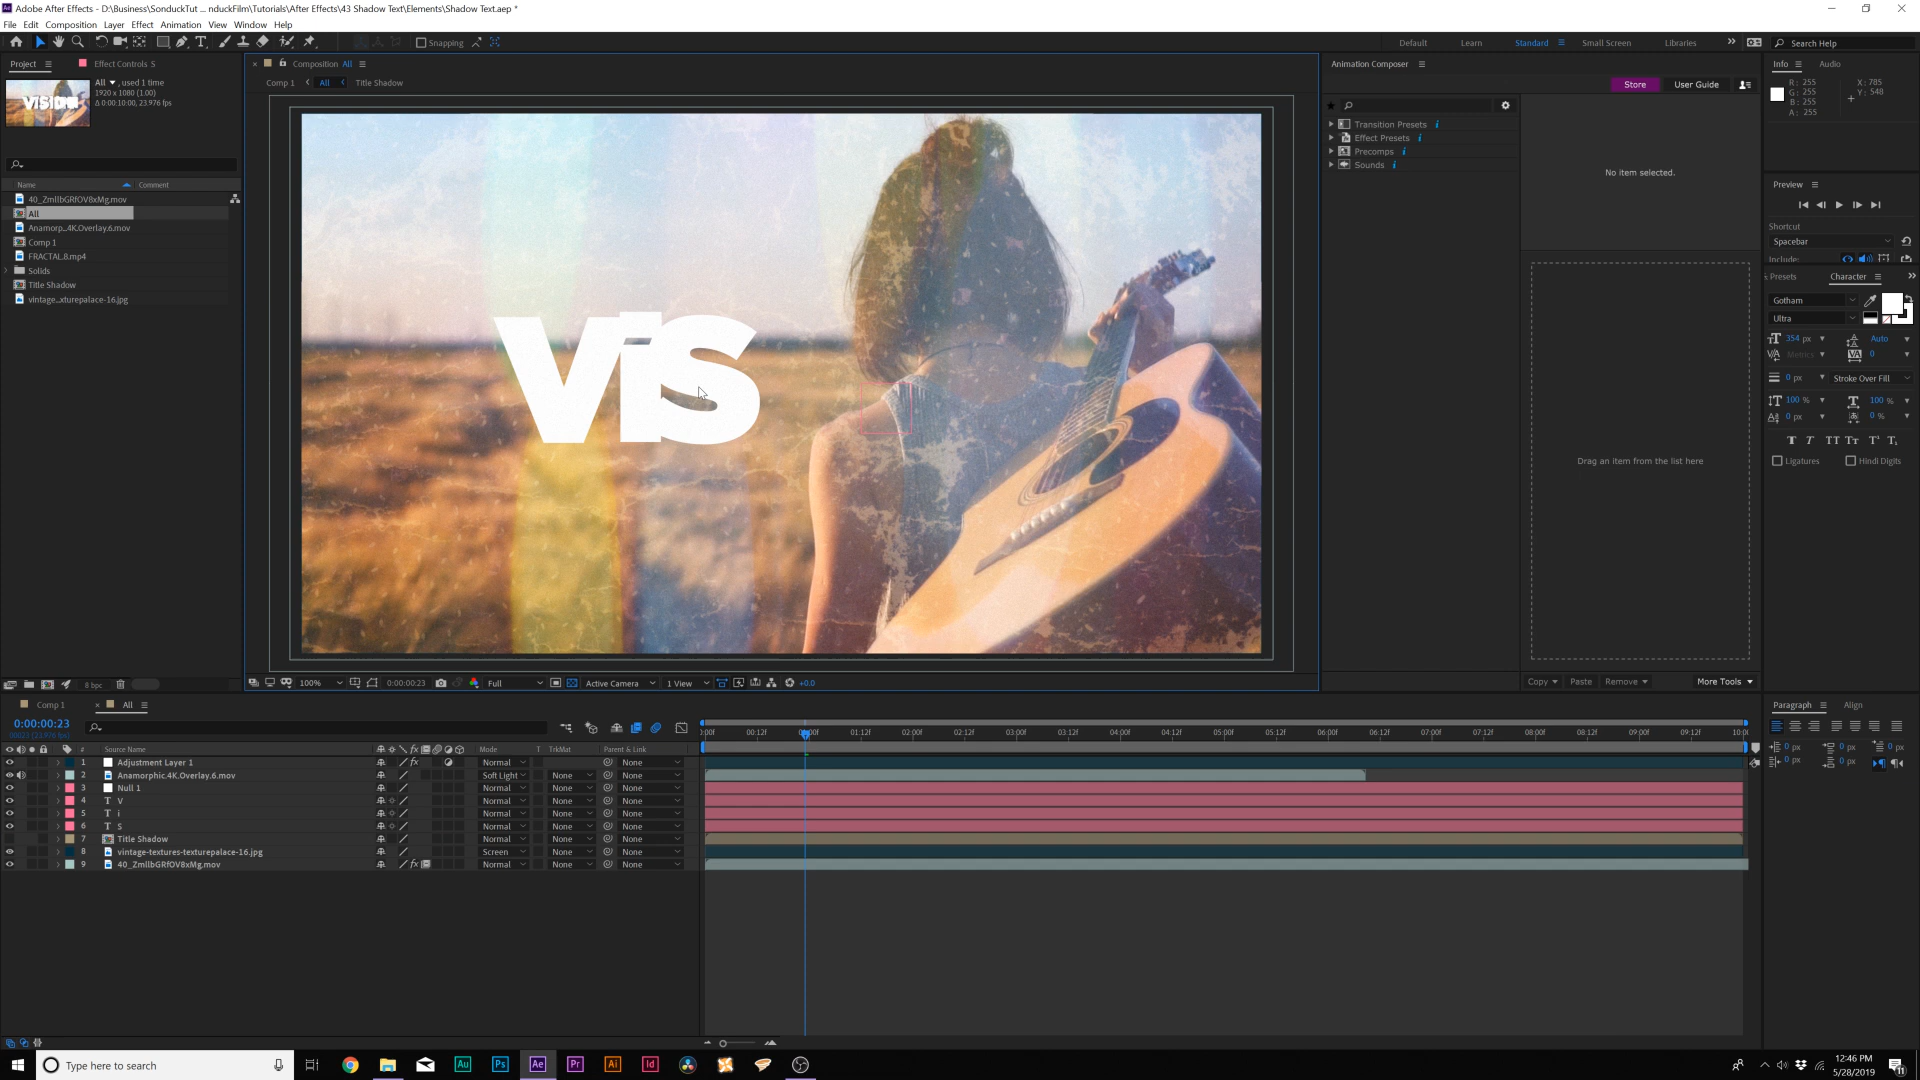 Adobe After Effects - D:\Business\SonduckTut ... nduckFilm\Tutorials\After Effects\43 Shadow Text\Elements\Shadow Text.aep *
File Edit Composition Layer Effect Animation View Window Help
Snapping
Default Learn Standard Small Screen Libraries Search Help
Project Effect Controls S
All , used 1 time
1920 x 1080 (1.00)
Δ 0:00:10:00, 23.976 fps
Name Comment
40_ZmlIbGRfOV8xMg.mov
All
Anamorp...4K.Overlay.6.mov
Comp 1
FRACTAL.8.mp4
Solids
Title Shadow
vintage...xturepalace-16.jpg
8 bpc
Composition All
Comp 1 All Title Shadow
ViS
100% 0:00:00:23 Full Active Camera 1 View +0.0
Animation Composer
Store User Guide
Transition Presets
Effect Presets
Precomps
Sounds
No item selected.
Drag an item from the list here
Copy Paste Remove More Tools
Info Audio
R: 255
G: 255
B: 255
A: 255
X: 785
Y: 548
Preview
Shortcut
Spacebar
Include:
Presets Character
Gotham
Ultra
354 px Auto
Metrics 0
0 px Stroke Over Fill
100 % 100 %
0 px 0 %
T T TT Tt T¹ T₁
Ligatures Hindi Digits
Comp 1 All
0:00:00:23
00023 (23.976 fps)
:00f 00:12f 01:12f 02:00f 02:12f 03:00f 03:12f 04:00f 04:12f 05:00f 05:12f 06:00f 06:12f 07:00f 07:12f 08:00f 08:12f 09:00f 09:12f 10:0
# Source Name Mode T TrkMat Parent & Link
1 Adjustment Layer 1 Normal None
2 Anamorphic.4K.Overlay.6.mov Soft Light None None
3 Null 1 Normal None None
4 T V Normal None None
5 T i Normal None None
6 T S Normal None None
7 Title Shadow Normal None None
8 vintage-textures-texturepalace-16.jpg Screen None None
9 40_ZmlIbGRfOV8xMg.mov Normal None None
Paragraph Align
0 px 0 px 0 px
0 px 0 px
Type here to search
Au Ps Ae Pr Ai Id
12:46 PM
5/28/2019
11